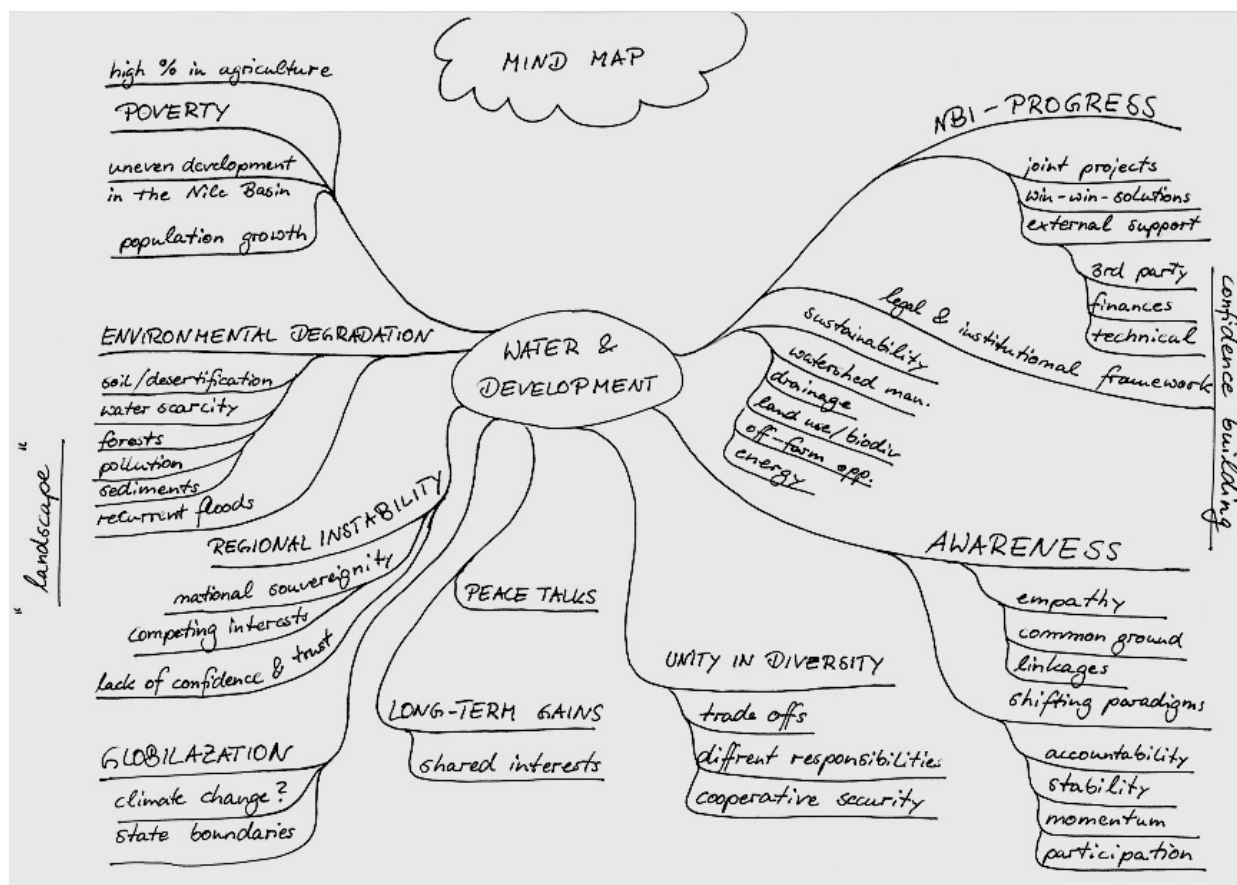 MIND MAP
high % in agriculture
POVERTY
uneven development
in the Nile Basin
population growth
ENVIRONMENTAL DEGRADATION
soil/desertification
water scarcity
forests
pollution
sediments
recurrent floods
"landscape"
REGIONAL INSTABILITY
national souvereignity
competing interests
lack of confidence & trust
GLOBILAZATION
climate change?
state boundaries
WATER &
DEVELOPMENT
PEACE TALKS
LONG-TERM GAINS
shared interests
UNITY IN DIVERSITY
trade offs
diffrent responsibilities
cooperative security
NBI - PROGRESS
joint projects
win-win-solutions
external support
3rd party
finances
technical
legal & institutional framework
confidence building
sustainability
watershed man.
drainage
land use/biodiv
off-farm opp.
energy
AWARENESS
empathy
common ground
linkages
shifting paradigms
accountability
stability
momentum
participation